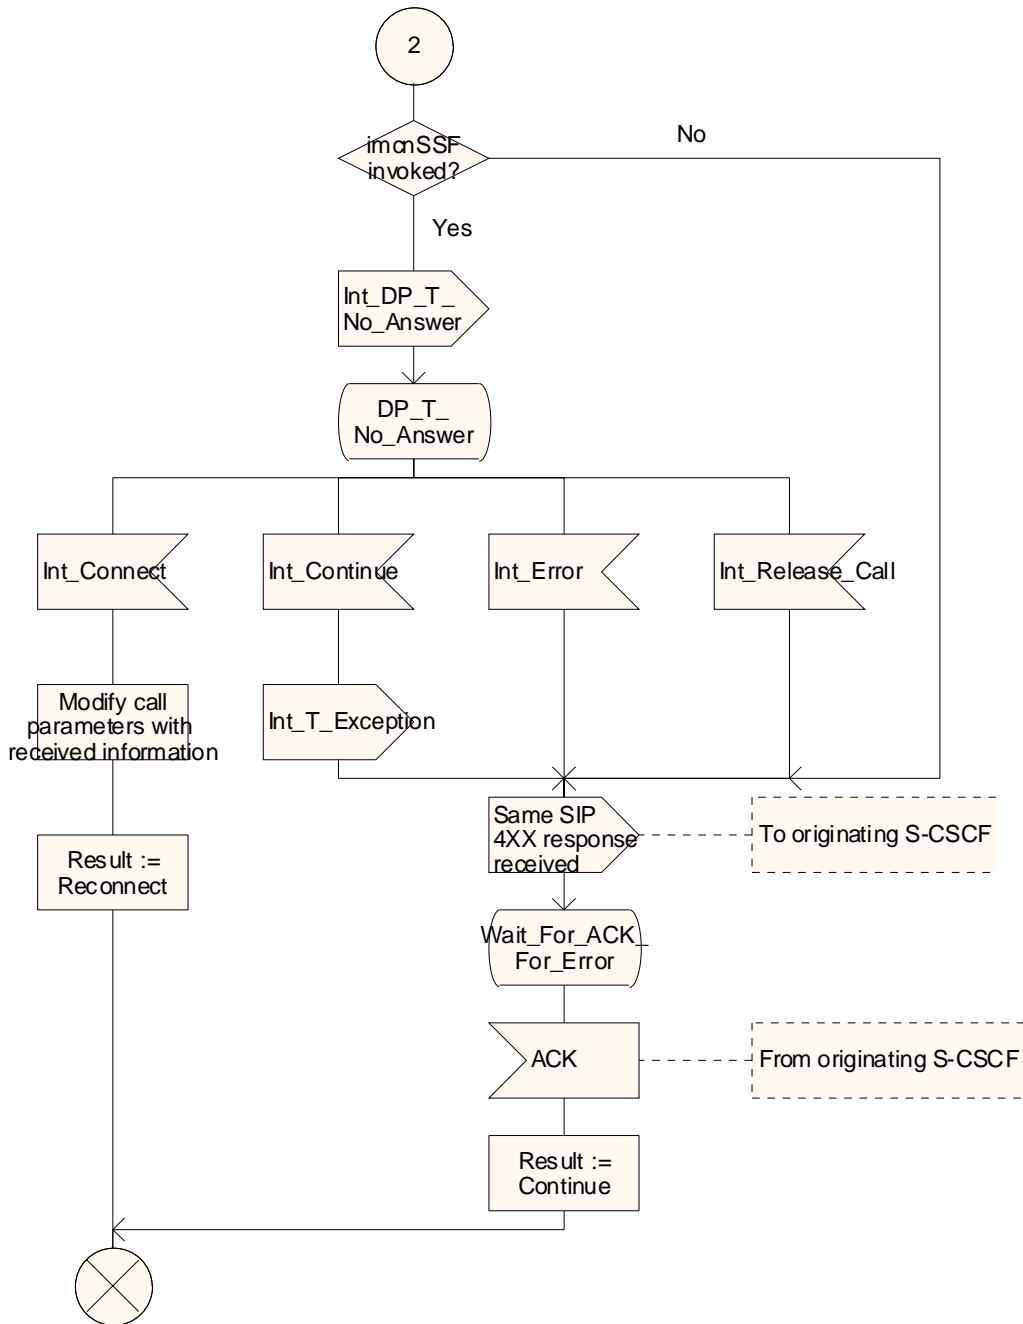 2
imcnSSF
invoked?
No
Yes
Int_DP_T_
No_Answer
DP_T_
No_Answer
Int_Connect
Int_Continue
Int_Error
Int_Release_Call
Modify call
parameters with
received information
Int_T_Exception
Same SIP
4XX response
received
To originating S-CSCF
Result :=
Reconnect
Wait_For_ACK_
For_Error
ACK
From originating S-CSCF
Result :=
Continue